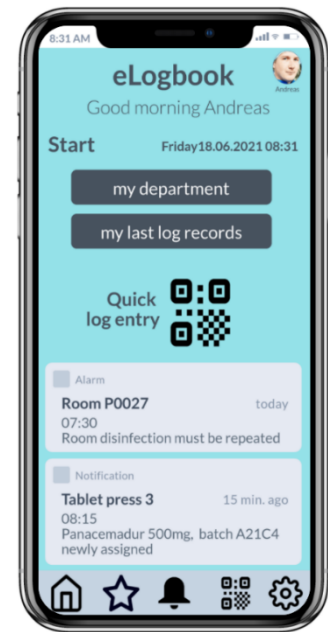 8:31 AM
eLogbook
Andreas
Good morning Andreas
Start Friday18.06.2021 08:31
my department
my last log records
Quick
log entry
Alarm
Room P0027 today
07:30
Room disinfection must be repeated
Notification
Tablet press 3 15 min. ago
08:15
Panacemadur 500mg, batch A21C4
newly assigned